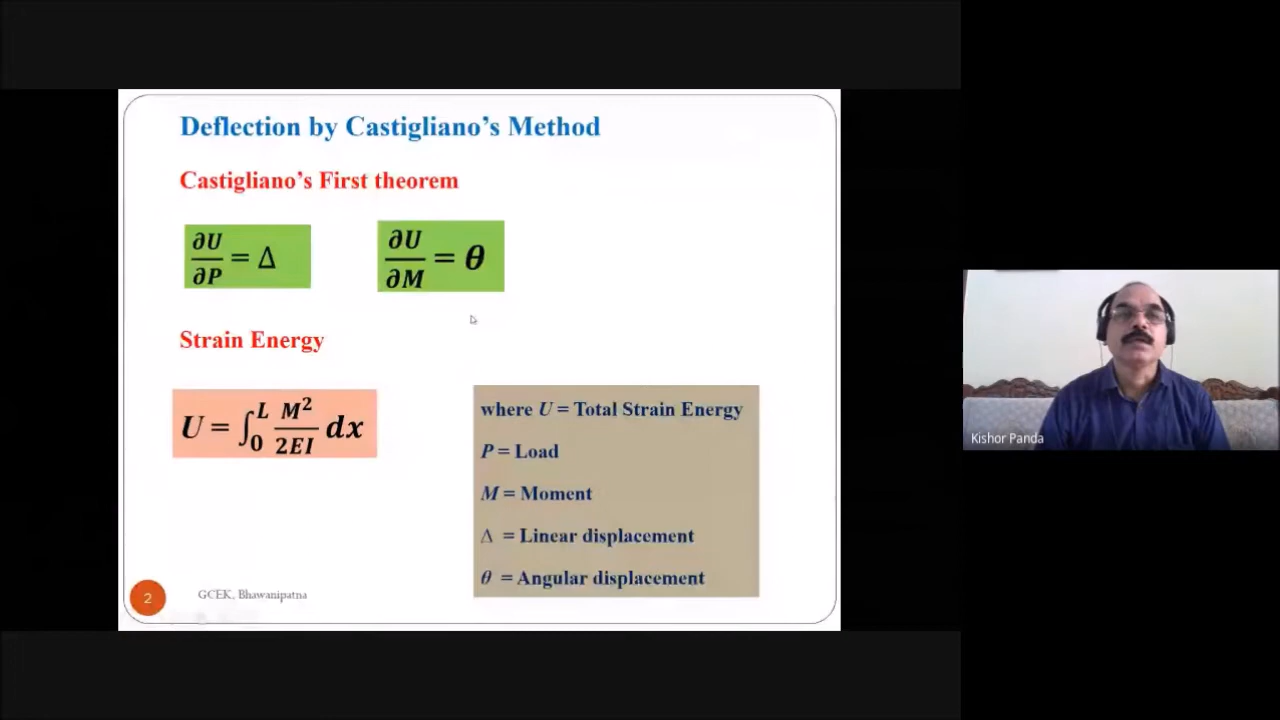 Deflection by Castigliano's Method
Castigliano's First theorem
∂U/∂P = Δ
∂U/∂M = θ
Strain Energy
U = ∫₀ᴸ M²/2EI dx
where U = Total Strain Energy
P = Load
M = Moment
Δ = Linear displacement
θ = Angular displacement
2
GCEK, Bhawanipatna
Kishor Panda